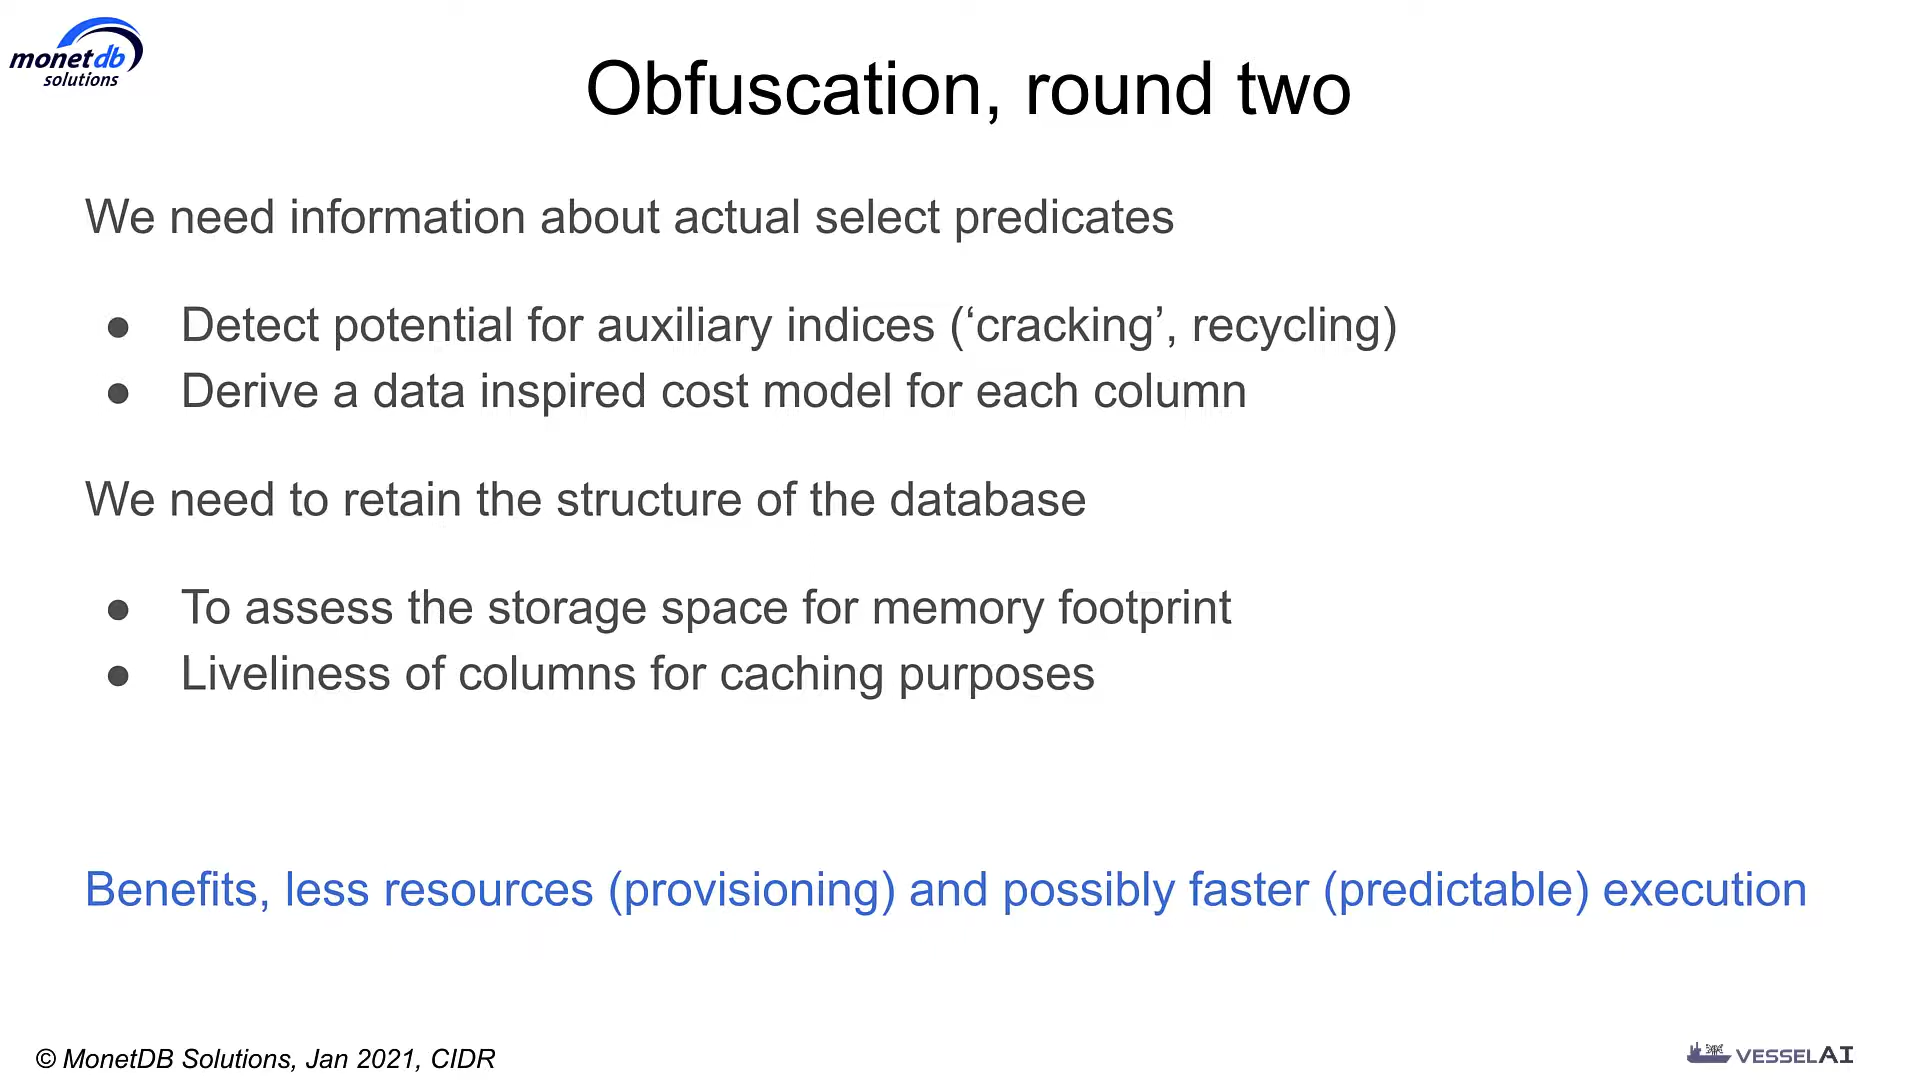 monetdb
solutions
Obfuscation, round two
We need information about actual select predicates
● Detect potential for auxiliary indices (‘cracking’, recycling)
● Derive a data inspired cost model for each column
We need to retain the structure of the database
● To assess the storage space for memory footprint
● Liveliness of columns for caching purposes
Benefits, less resources (provisioning) and possibly faster (predictable) execution
© MonetDB Solutions, Jan 2021, CIDR
VESSELAI